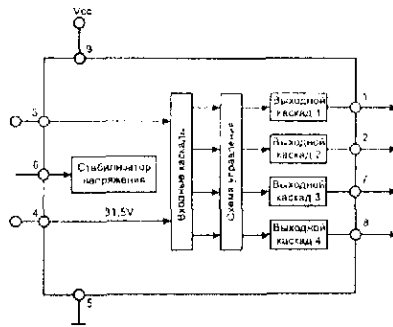 Vcc
9
Выходной
каскад 1
1
Выходной
каскад 2
2
6
Стабилизатор
напряжения
Входные каскады
Схема управления
Выходной
каскад 3
7
4
31,5V
Выходной
каскад 4
8
5